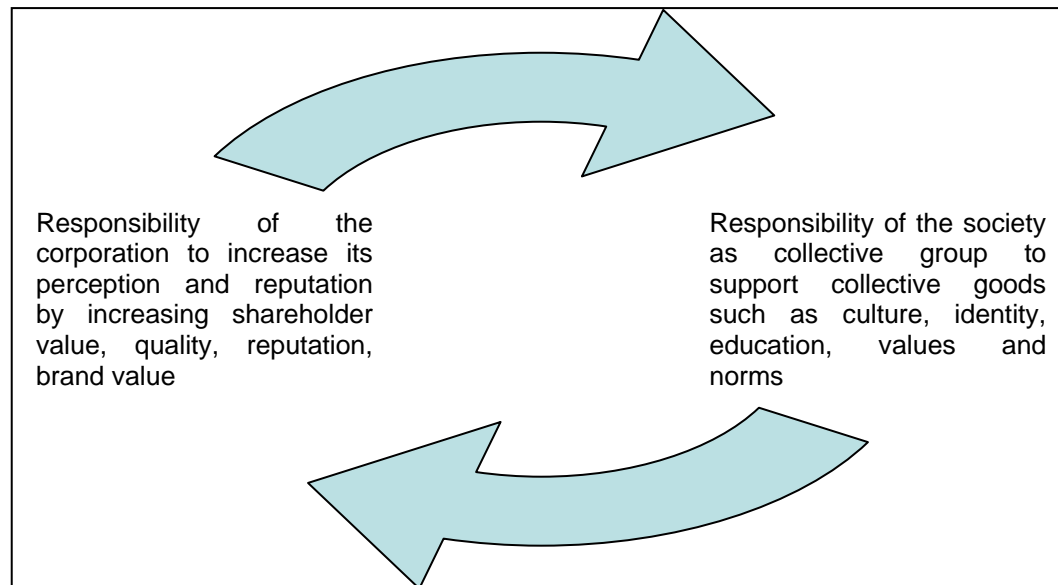 Responsibility of the
corporation to increase its
perception and reputation
by increasing shareholder
value, quality, reputation,
brand value
Responsibility of the society
as collective group to
support collective goods
such as culture, identity,
education, values and
norms